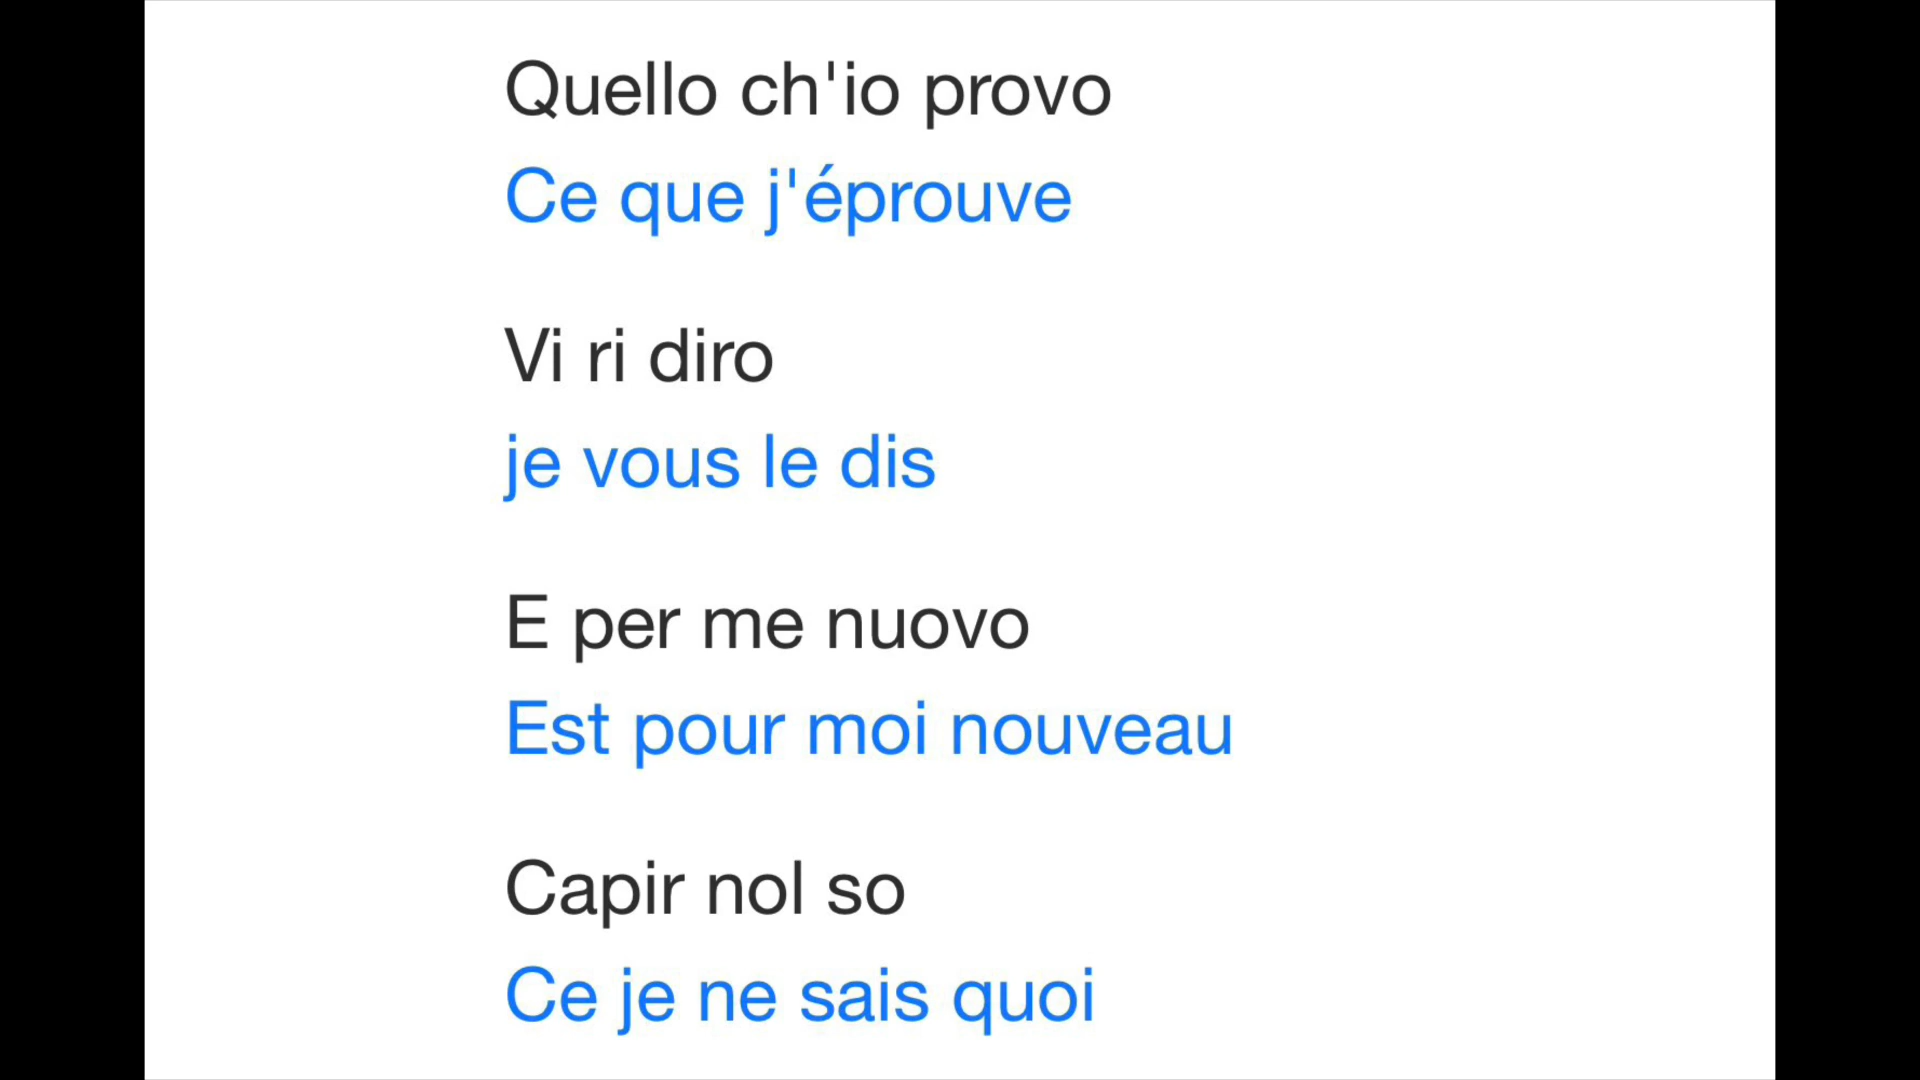 Quello ch'io provo
Ce que j'éprouve
Vi ri diro
je vous le dis
E per me nuovo
Est pour moi nouveau
Capir nol so
Ce je ne sais quoi